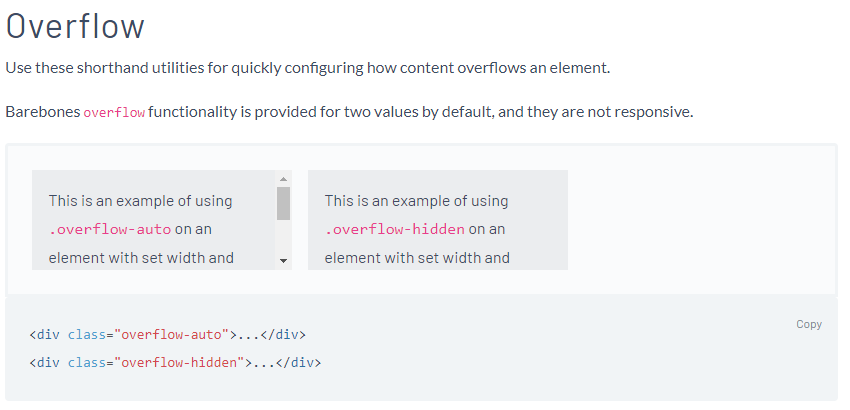 Overflow
Use these shorthand utilities for quickly configuring how content overflows an element.
Barebones overflow functionality is provided for two values by default, and they are not responsive.
This is an example of using
.overflow-auto on an
element with set width and
This is an example of using
.overflow-hidden on an
element with set width and
Copy
<div class="overflow-auto">...</div>
<div class="overflow-hidden">...</div>